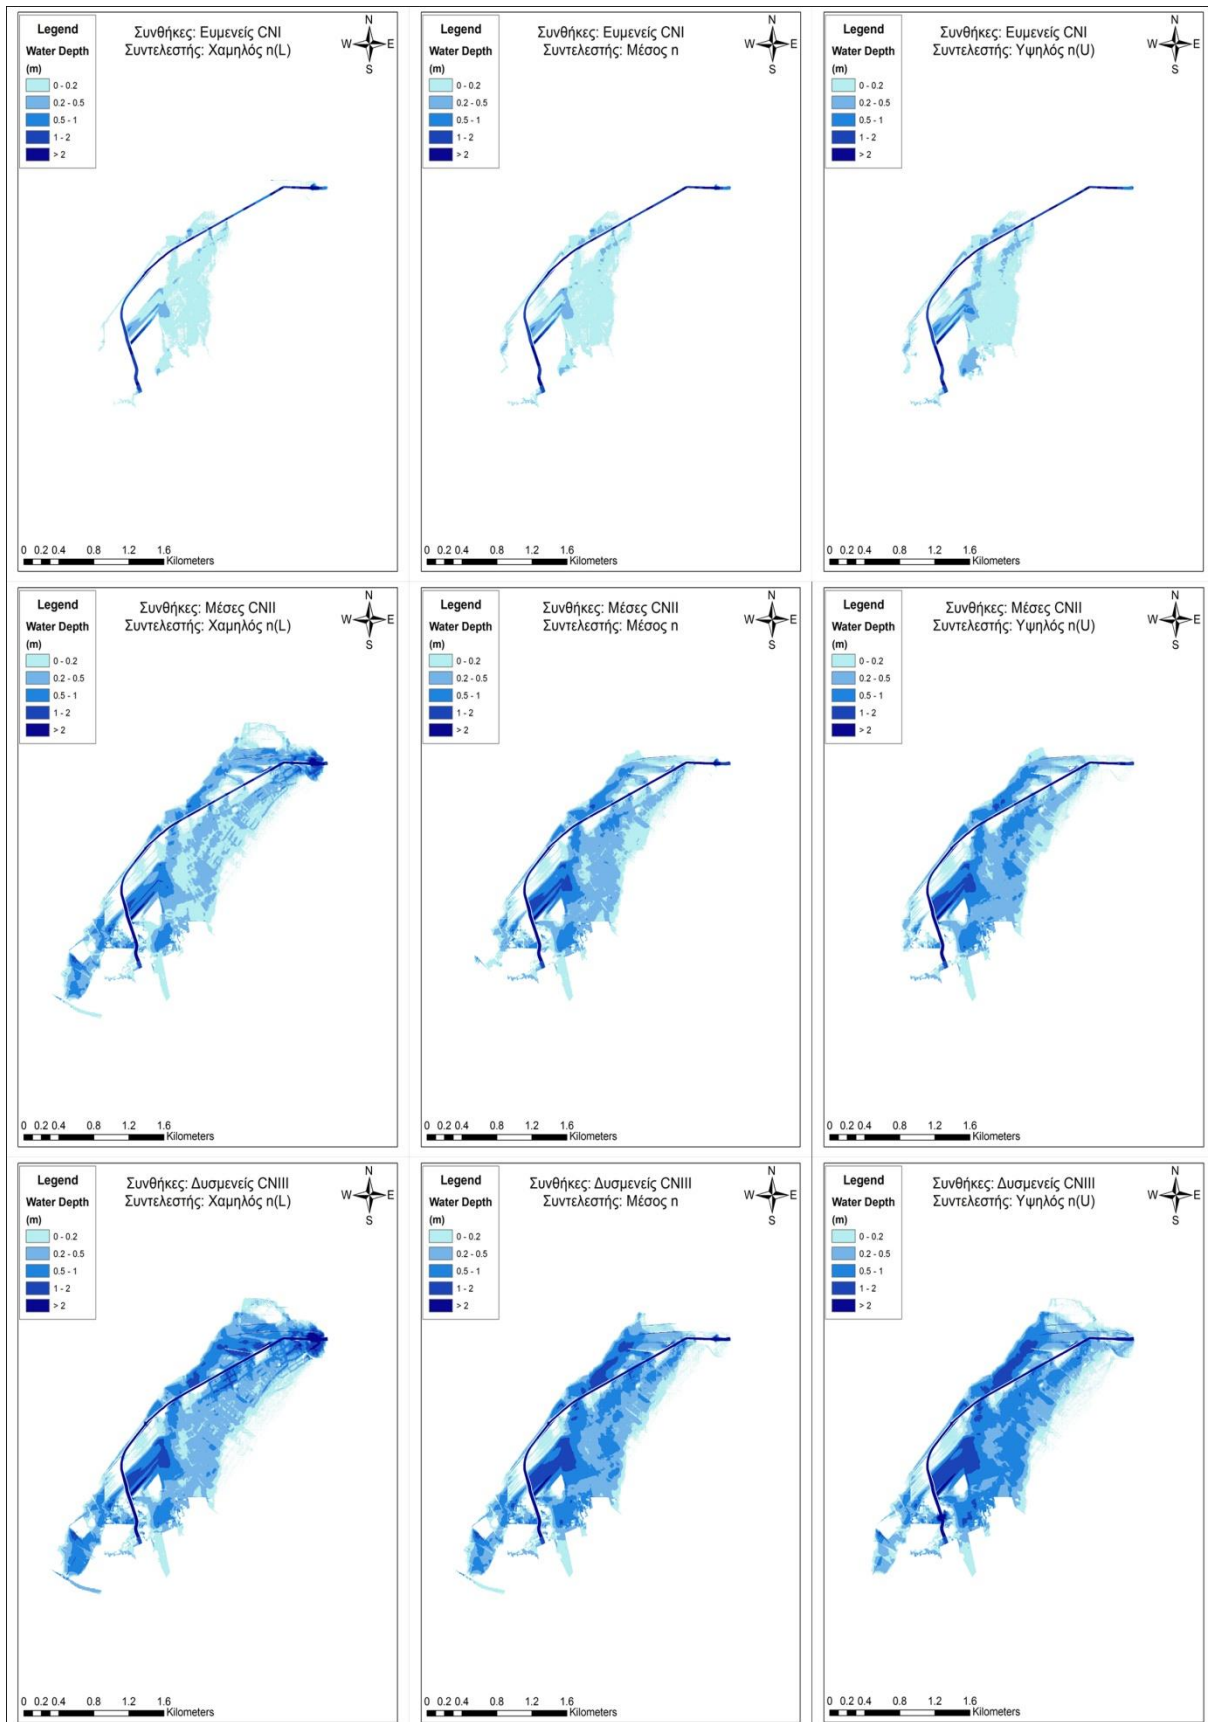 Legend
Water Depth
(m)
0 - 0.2
0.2 - 0.5
0.5 - 1
1 - 2
> 2
Συνθήκες: Ευμενείς CNI
Συντελεστής: Χαμηλός n(L)
N
W E
S
0 0.2 0.4 0.8 1.2 1.6
Kilometers
Legend
Water Depth
(m)
0 - 0.2
0.2 - 0.5
0.5 - 1
1 - 2
> 2
Συνθήκες: Ευμενείς CNI
Συντελεστής: Μέσος n
N
W E
S
0 0.2 0.4 0.8 1.2 1.6
Kilometers
Legend
Water Depth
(m)
0 - 0.2
0.2 - 0.5
0.5 - 1
1 - 2
> 2
Συνθήκες: Ευμενείς CNI
Συντελεστής: Υψηλός n(U)
N
W E
S
0 0.2 0.4 0.8 1.2 1.6
Kilometers
Legend
Water Depth
(m)
0 - 0.2
0.2 - 0.5
0.5 - 1
1 - 2
> 2
Συνθήκες: Μέσες CNII
Συντελεστής: Χαμηλός n(L)
N
W E
S
0 0.2 0.4 0.8 1.2 1.6
Kilometers
Legend
Water Depth
(m)
0 - 0.2
0.2 - 0.5
0.5 - 1
1 - 2
> 2
Συνθήκες: Μέσες CNII
Συντελεστής: Μέσος n
N
W E
S
0 0.2 0.4 0.8 1.2 1.6
Kilometers
Legend
Water Depth
(m)
0 - 0.2
0.2 - 0.5
0.5 - 1
1 - 2
> 2
Συνθήκες: Μέσες CNII
Συντελεστής: Υψηλός n(U)
N
W E
S
0 0.2 0.4 0.8 1.2 1.6
Kilometers
Legend
Water Depth
(m)
0 - 0.2
0.2 - 0.5
0.5 - 1
1 - 2
> 2
Συνθήκες: Δυσμενείς CNIII
Συντελεστής: Χαμηλός n(L)
N
W E
S
0 0.2 0.4 0.8 1.2 1.6
Kilometers
Legend
Water Depth
(m)
0 - 0.2
0.2 - 0.5
0.5 - 1
1 - 2
> 2
Συνθήκες: Δυσμενείς CNIII
Συντελεστής: Μέσος n
N
W E
S
0 0.2 0.4 0.8 1.2 1.6
Kilometers
Legend
Water Depth
(m)
0 - 0.2
0.2 - 0.5
0.5 - 1
1 - 2
> 2
Συνθήκες: Δυσμενείς CNIII
Συντελεστής: Υψηλός n(U)
N
W E
S
0 0.2 0.4 0.8 1.2 1.6
Kilometers